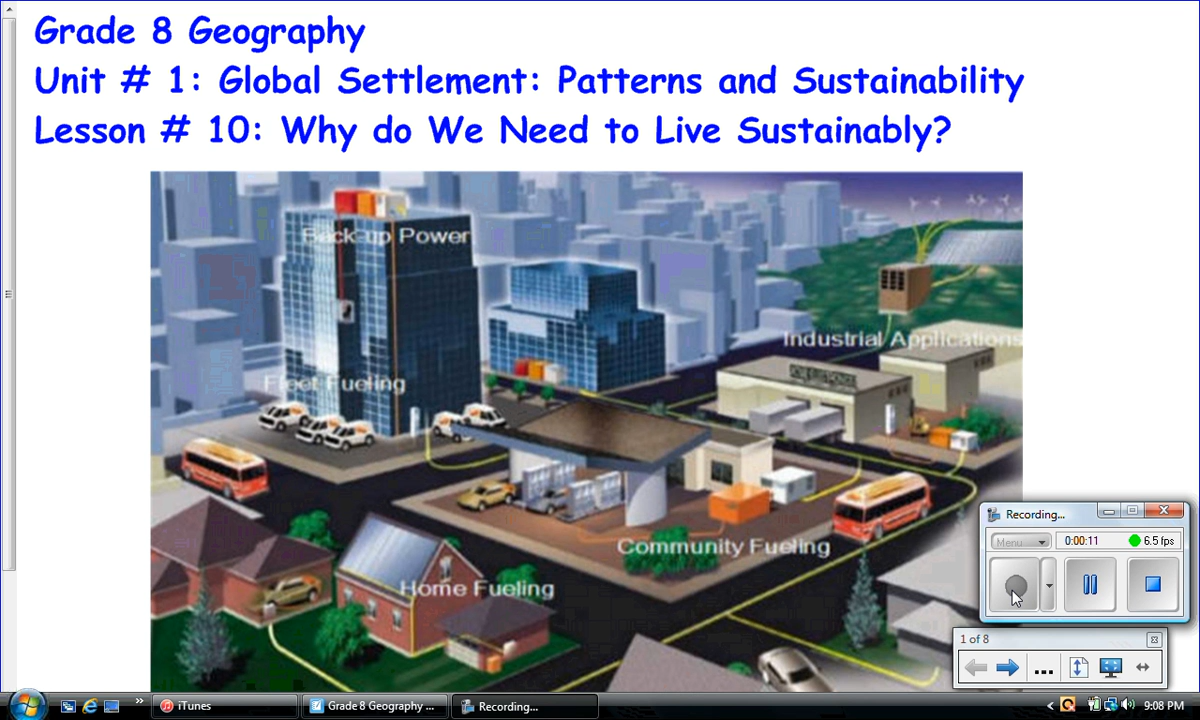 Grade 8 Geography
Unit # 1: Global Settlement: Patterns and Sustainability
Lesson # 10: Why do We Need to Live Sustainably?
Back-up Power
Industrial Applications
Fleet Fueling
Community Fueling
Home Fueling
Recording...
Menu
0:00:11
6.5 fps
1 of 8
iTunes
Grade 8 Geography ...
Recording...
9:08 PM